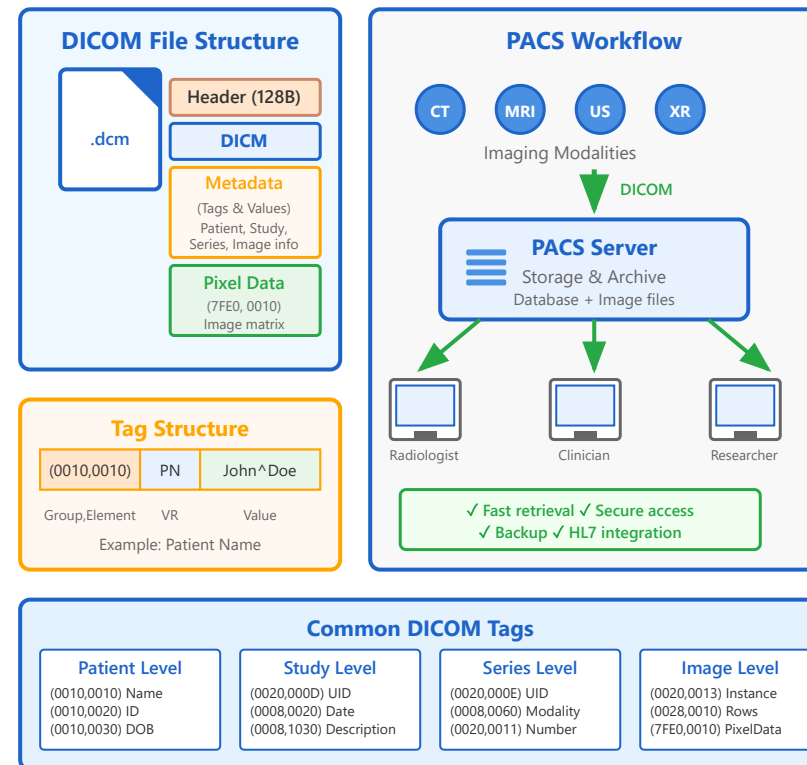 DICOM File Structure
.dcm
Header (128B)
DICM
Metadata
(Tags & Values)
Patient, Study,
Series, Image info
Pixel Data
(7FE0, 0010)
Image matrix
PACS Workflow
CT MRI US XR
Imaging Modalities
DICOM
PACS Server
Storage & Archive
Database + Image files
Radiologist Clinician Researcher
✓ Fast retrieval ✓ Secure access
✓ Backup ✓ HL7 integration
Tag Structure
(0010,0010) PN John^Doe
Group,Element VR Value
Example: Patient Name
Common DICOM Tags
Patient Level
(0010,0010) Name
(0010,0020) ID
(0010,0030) DOB
Study Level
(0020,000D) UID
(0008,0020) Date
(0008,1030) Description
Series Level
(0020,000E) UID
(0008,0060) Modality
(0020,0011) Number
Image Level
(0020,0013) Instance
(0028,0010) Rows
(7FE0,0010) PixelData